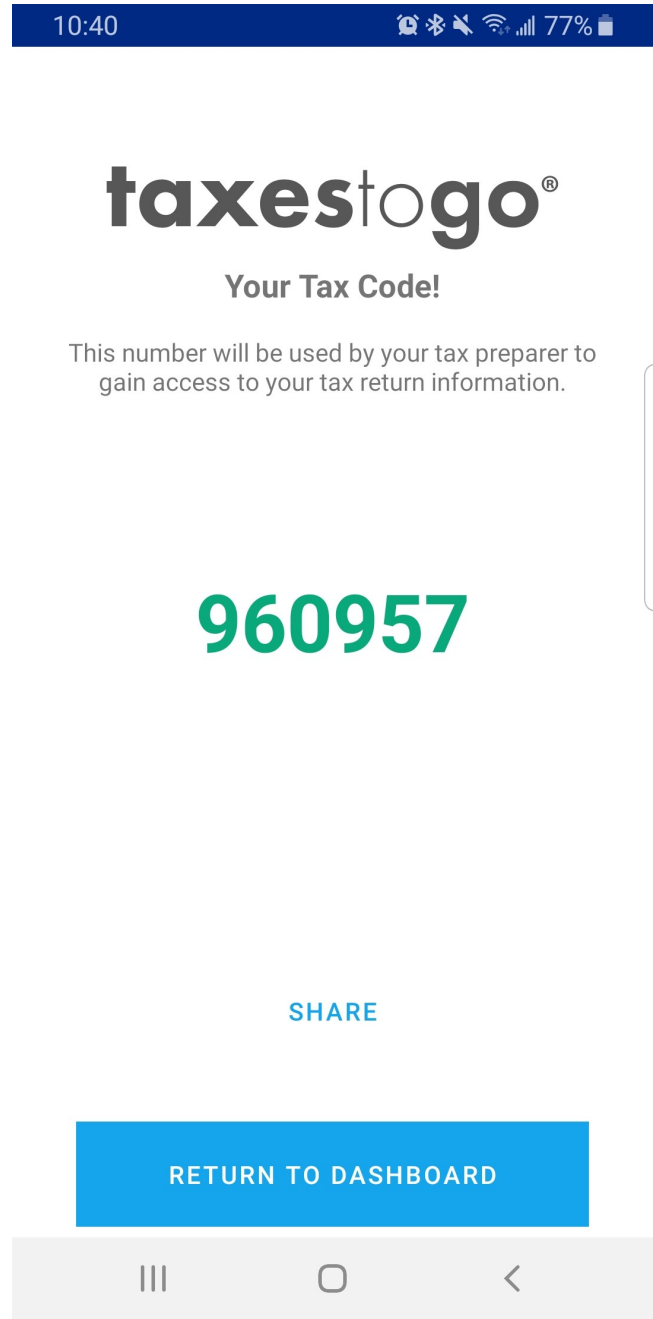 10:40 77%
taxestogo®
Your Tax Code!
This number will be used by your tax preparer to
gain access to your tax return information.
960957
SHARE
RETURN TO DASHBOARD